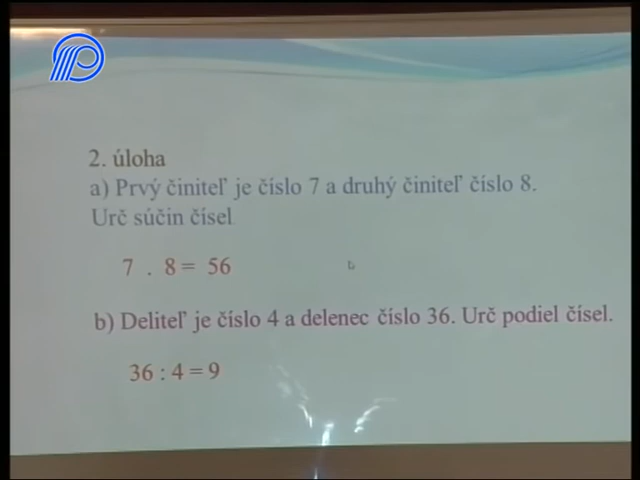 2. úloha
a) Prvý činiteľ je číslo 7 a druhý činiteľ číslo 8.
Urč súčin čísel
7 . 8 = 56
b) Deliteľ je číslo 4 a delenec číslo 36. Urč podiel čísel.
36 : 4 = 9